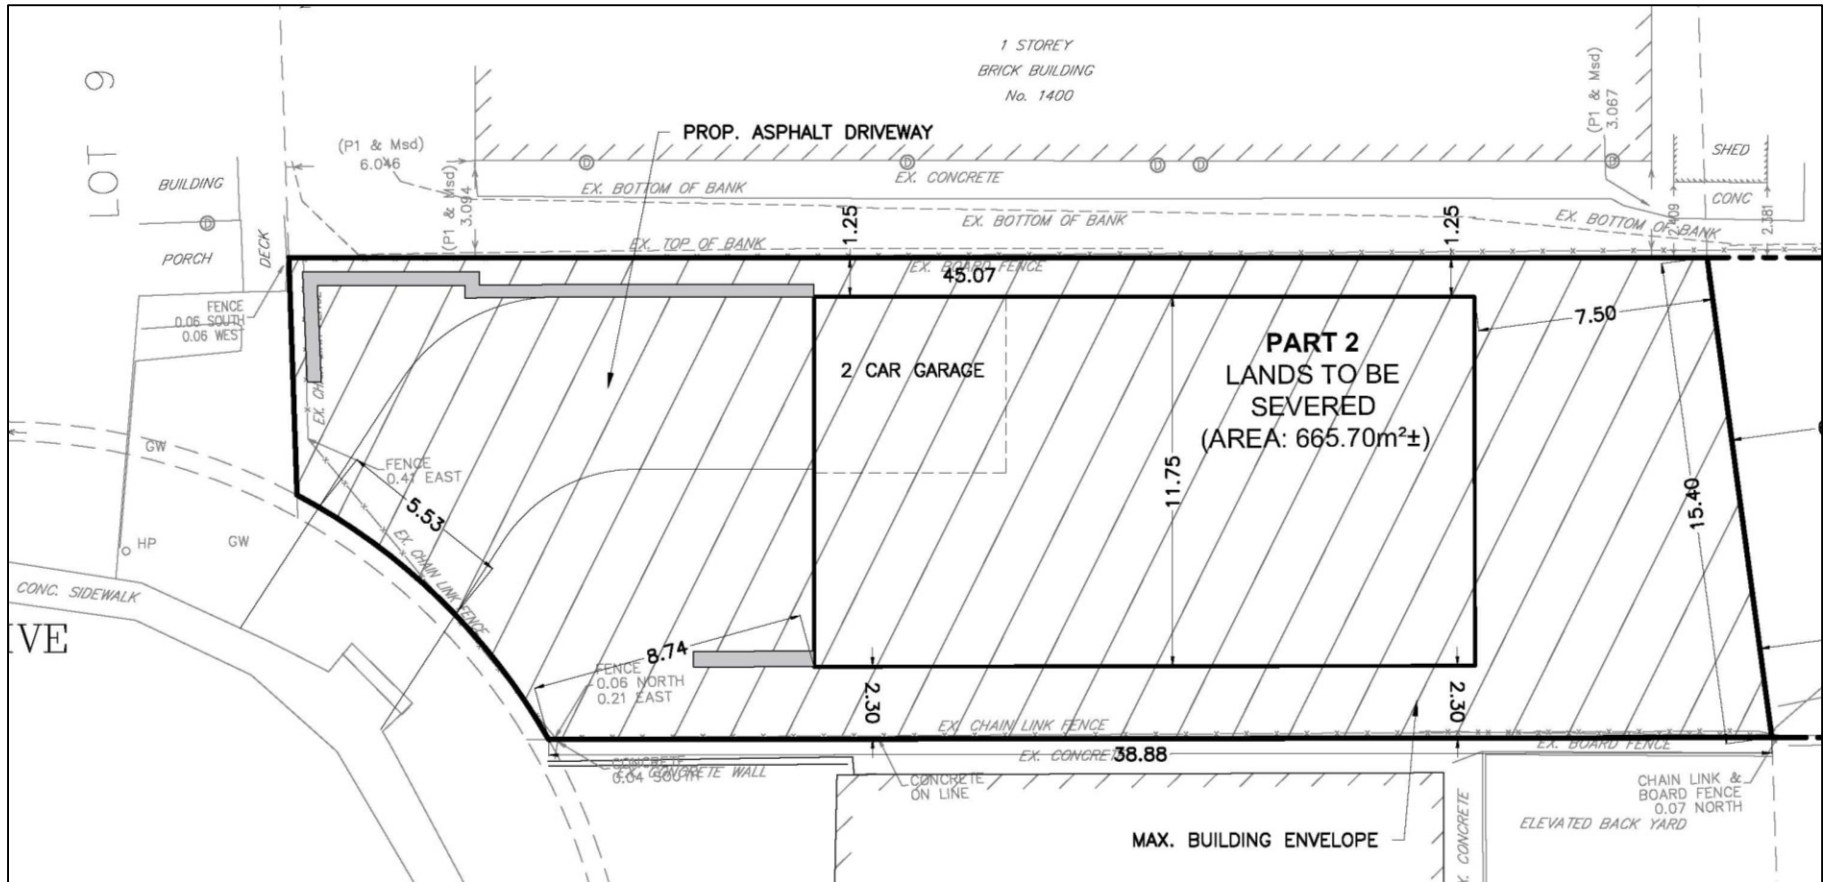 1 STOREY
BRICK BUILDING
No. 1400
LOT 9
(P1 & Msd)
6.046
PROP. ASPHALT DRIVEWAY
(P1 & Msd)
3.067
SHED
BUILDING
D
D
D
D
D
EX. CONCRETE
EX. BOTTOM OF BANK
CONC
(P1 & Msd)
3.094
1.25
EX. BOTTOM OF BANK
1.25
EX. BOTTOM OF BANK
2.381
D
PORCH
DECK
EX. TOP OF BANK
EX. BOARD FENCE
45.07
FENCE
0.06 SOUTH
0.06 WEST
7.50
2 CAR GARAGE
PART 2
LANDS TO BE
SEVERED
(AREA: 665.70m²±)
GW
FENCE
0.41 EAST
5.53
11.75
15.40
HP
GW
EX. CHAIN LINK FENCE
CONC. SIDEWALK
IVE
8.74
FENCE
0.06 NORTH
0.21 EAST
2.30
2.30
EX. CHAIN LINK FENCE
EX. BOARD FENCE
EX. CONCRETE
38.88
CONCRETE
0.04 SOUTH
EX. CONCRETE WALL
CONCRETE
ON LINE
CHAIN LINK &
BOARD FENCE
0.07 NORTH
ELEVATED BACK YARD
MAX. BUILDING ENVELOPE
CONCRETE